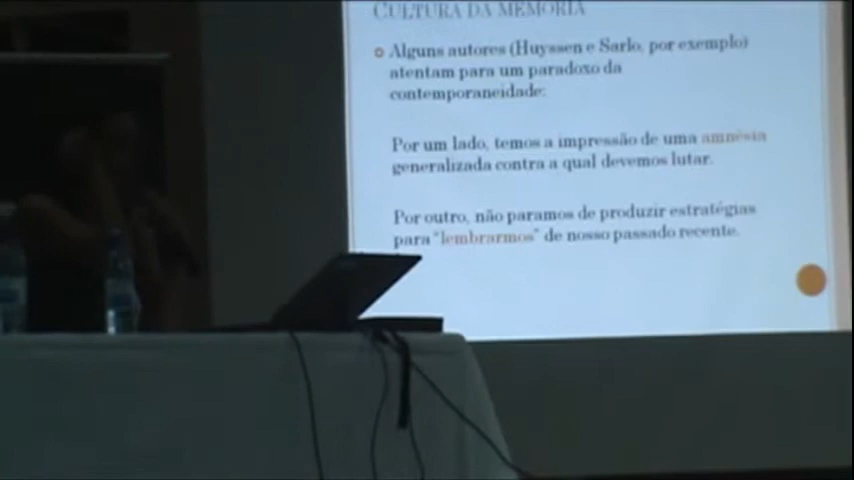 CULTURA DA MEMÓRIA
Alguns autores (Huyssen e Sarlo, por exemplo)
atentam para um paradoxo da
contemporaneidade:
Por um lado, temos a impressão de uma amnésia
generalizada contra a qual devemos lutar.
Por outro, não paramos de produzir estratégias
para “lembrarmos” de nosso passado recente.